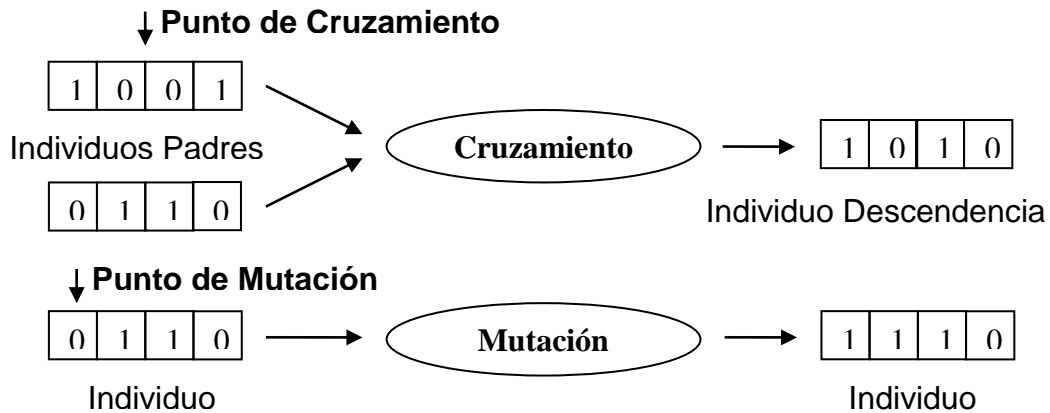 Punto de Cruzamiento
1 0 0 1
Individuos Padres
0 1 1 0
Cruzamiento
1 0 1 0
Individuo Descendencia
Punto de Mutación
0 1 1 0
Mutación
1 1 1 0
Individuo
Individuo